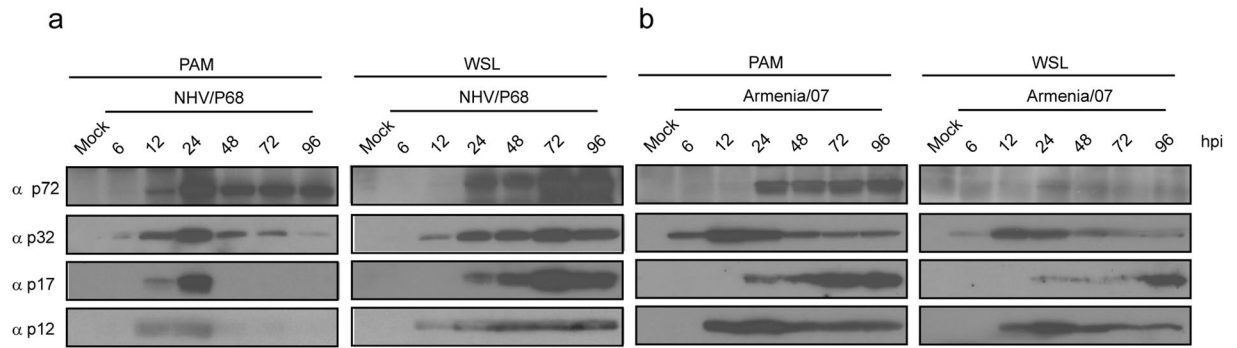 a b
PAM WSL PAM WSL
NHV/P68 NHV/P68 Armenia/07 Armenia/07
Mock 6 12 24 48 72 96 Mock 6 12 24 48 72 96 Mock 6 12 24 48 72 96 Mock 6 12 24 48 72 96 hpi
α p72
α p32
α p17
α p12